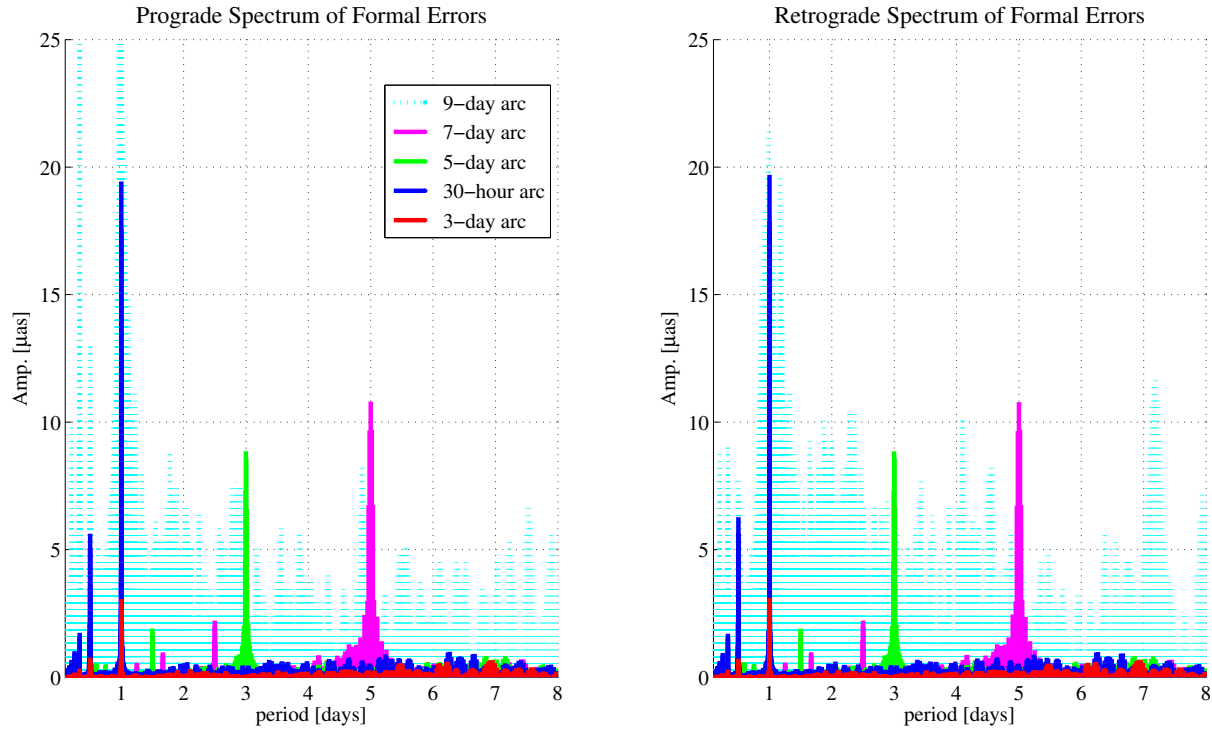 Prograde Spectrum of Formal Errors
25
20
15
10
5
0
Amp. [µas]
1 2 3 4 5 6 7 8
period [days]
9−day arc
7−day arc
5−day arc
30−hour arc
3−day arc
Retrograde Spectrum of Formal Errors
25
20
15
10
5
0
Amp. [µas]
1 2 3 4 5 6 7 8
period [days]